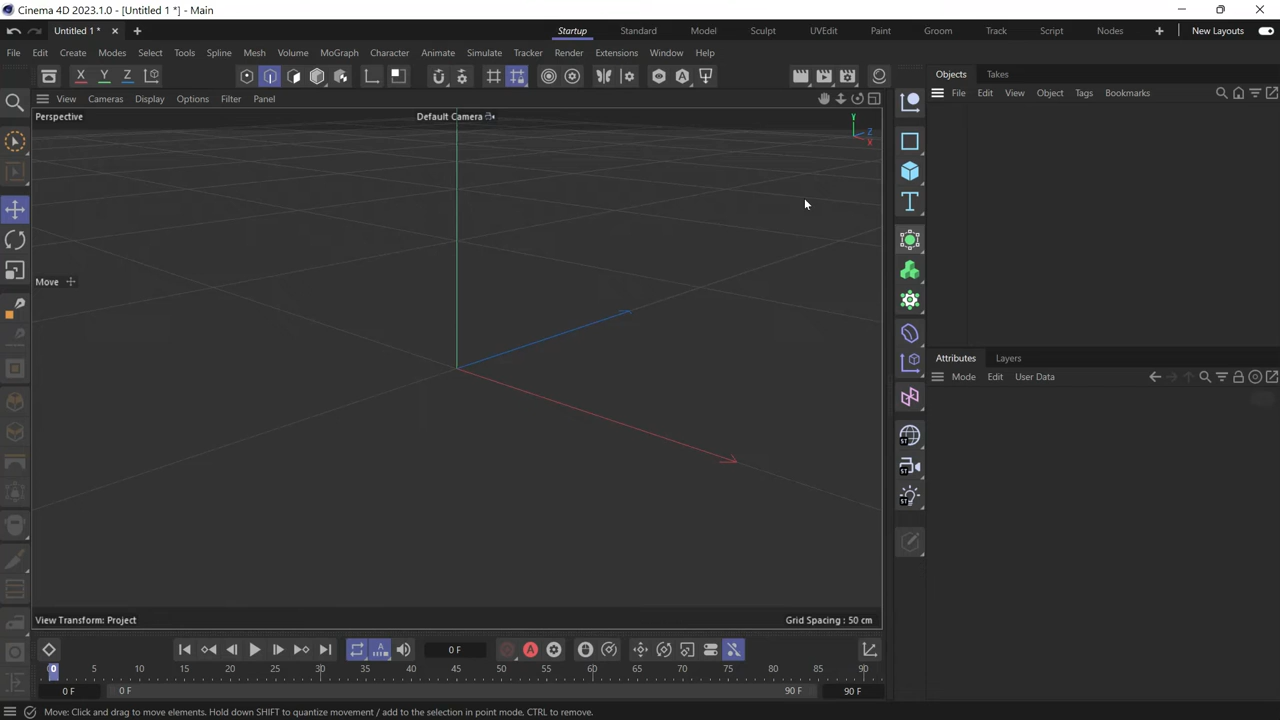 Cinema 4D 2023.1.0 - [Untitled 1 *] - Main
Untitled 1 *
Startup Standard Model Sculpt UVEdit Paint Groom Track Script Nodes New Layouts
File Edit Create Modes Select Tools Spline Mesh Volume MoGraph Character Animate Simulate Tracker Render Extensions Window Help
X Y Z
Objects Takes
View Cameras Display Options Filter Panel
File Edit View Object Tags Bookmarks
Perspective
Default Camera
Y
Z
X
Move
Attributes Layers
Mode Edit User Data
ST
ST
ST
View Transform: Project
Grid Spacing : 50 cm
0 F
0 5 10 15 20 25 30 35 40 45 50 55 60 65 70 75 80 85 90
0 F 0 F 90 F 90 F
Move: Click and drag to move elements. Hold down SHIFT to quantize movement / add to the selection in point mode, CTRL to remove.